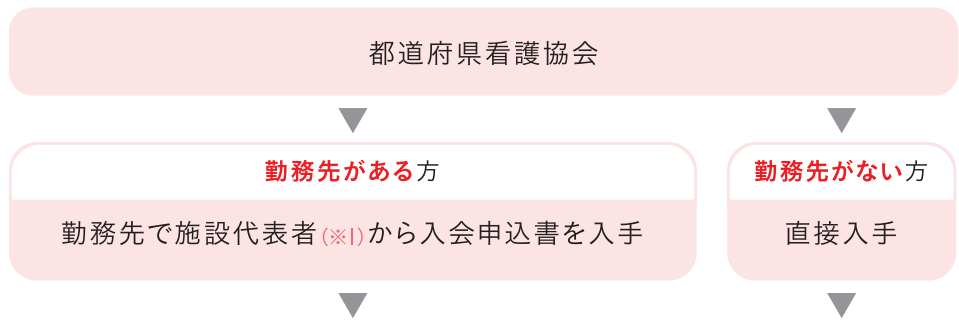 都道府県看護協会
勤務先がある方
勤務先で施設代表者(※1)から入会申込書を入手
勤務先がない方
直接入手